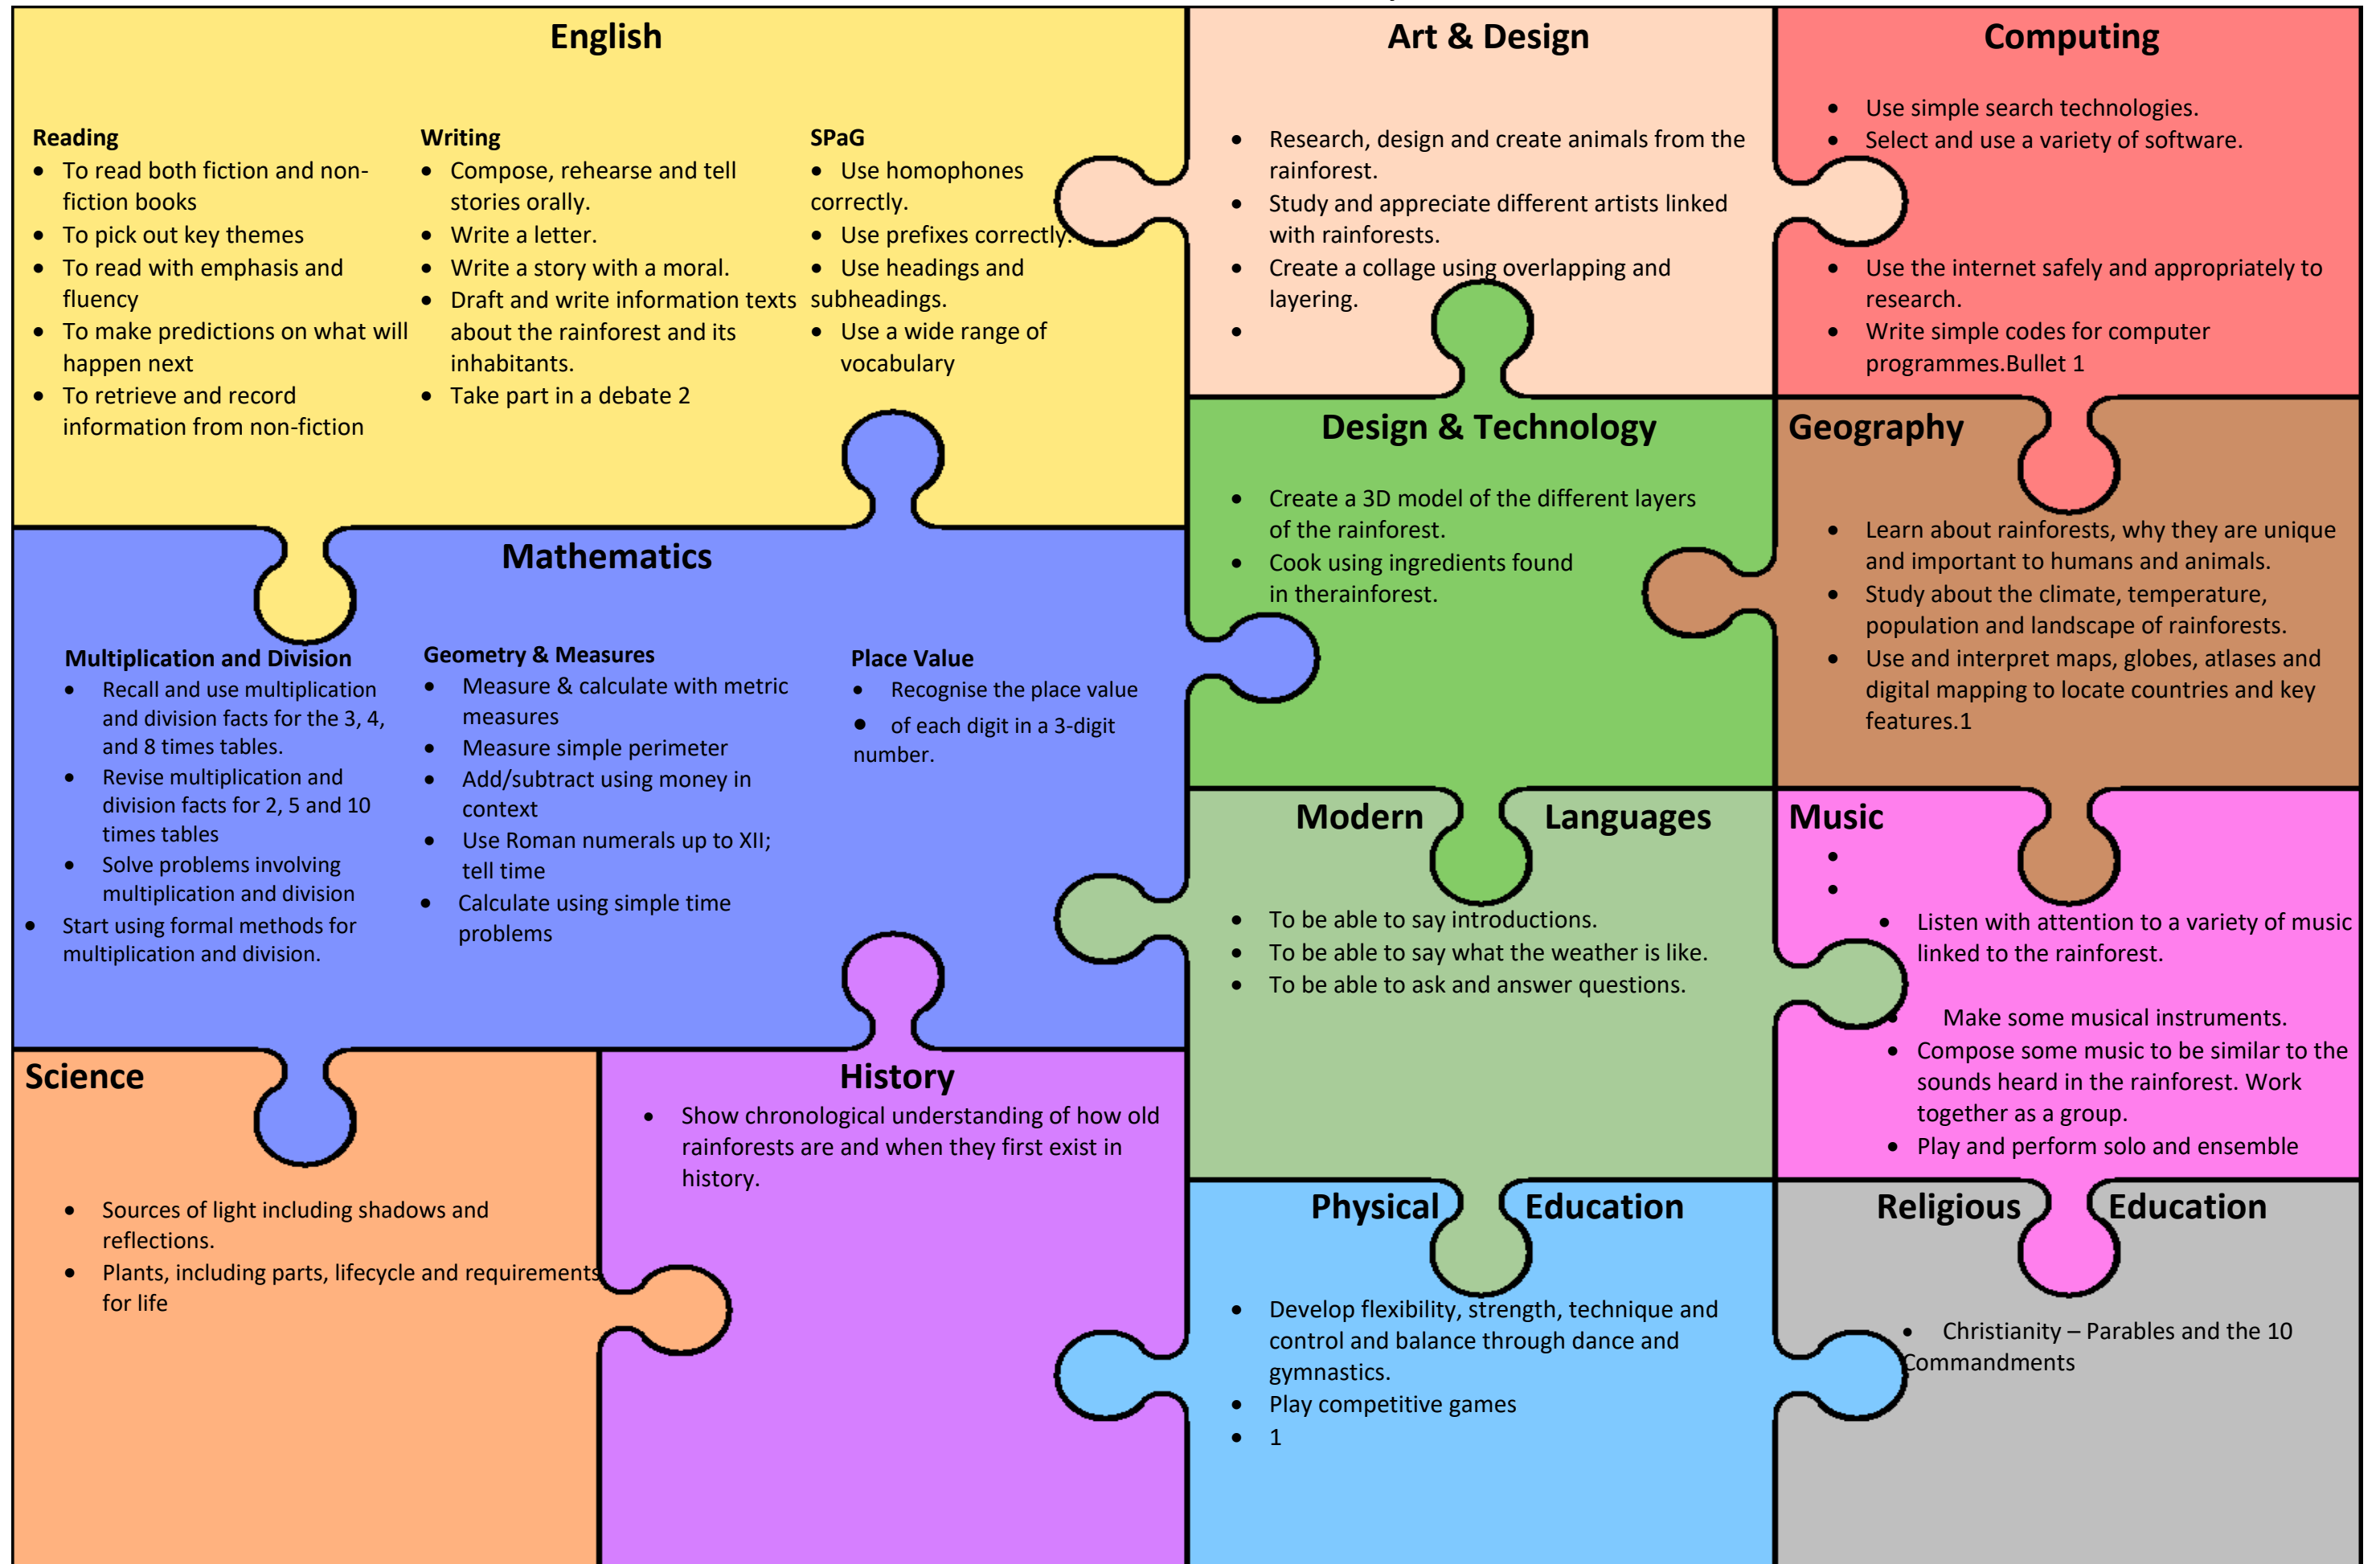 English
Reading
• To read both fiction and non-
fiction books
• To pick out key themes
• To read with emphasis and
fluency
• To make predictions on what will
happen next
• To retrieve and record
information from non-fiction
Writing
• Compose, rehearse and tell
stories orally.
• Write a letter.
• Write a story with a moral.
• Draft and write information texts
about the rainforest and its
inhabitants.
• Take part in a debate 2
SPaG
• Use homophones
correctly.
• Use prefixes correctly.
• Use headings and
subheadings.
• Use a wide range of
vocabulary
Art & Design
• Research, design and create animals from the
rainforest.
• Study and appreciate different artists linked
with rainforests.
• Create a collage using overlapping and
layering.
•
Computing
• Use simple search technologies.
• Select and use a variety of software.
• Use the internet safely and appropriately to
research.
• Write simple codes for computer
programmes.Bullet 1
Mathematics
Multiplication and Division
• Recall and use multiplication
and division facts for the 3, 4,
and 8 times tables.
• Revise multiplication and
division facts for 2, 5 and 10
times tables
• Solve problems involving
multiplication and division
• Start using formal methods for
multiplication and division.
Geometry & Measures
• Measure & calculate with metric
measures
• Measure simple perimeter
• Add/subtract using money in
context
• Use Roman numerals up to XII;
tell time
• Calculate using simple time
problems
Place Value
• Recognise the place value
• of each digit in a 3-digit
number.
Design & Technology
• Create a 3D model of the different layers
of the rainforest.
• Cook using ingredients found
in therainforest.
Geography
• Learn about rainforests, why they are unique
and important to humans and animals.
• Study about the climate, temperature,
population and landscape of rainforests.
• Use and interpret maps, globes, atlases and
digital mapping to locate countries and key
features.1
Modern Languages
• To be able to say introductions.
• To be able to say what the weather is like.
• To be able to ask and answer questions.
Music
•
•
• Listen with attention to a variety of music
linked to the rainforest.
• Make some musical instruments.
• Compose some music to be similar to the
sounds heard in the rainforest. Work
together as a group.
• Play and perform solo and ensemble
Science
• Sources of light including shadows and
reflections.
• Plants, including parts, lifecycle and requirements
for life
History
• Show chronological understanding of how old
rainforests are and when they first exist in
history.
Physical Education
• Develop flexibility, strength, technique and
control and balance through dance and
gymnastics.
• Play competitive games
• 1
Religious Education
• Christianity – Parables and the 10
Commandments